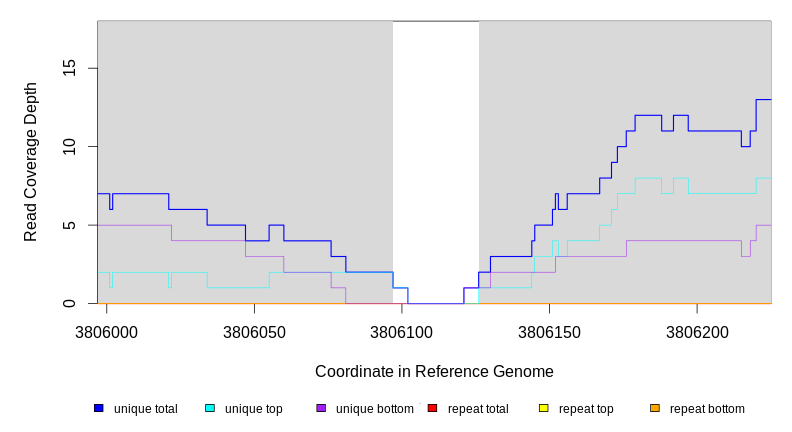 Read Coverage Depth
15
10
5
0
3806000 3806050 3806100 3806150 3806200
Coordinate in Reference Genome
unique total unique top unique bottom repeat total repeat top repeat bottom